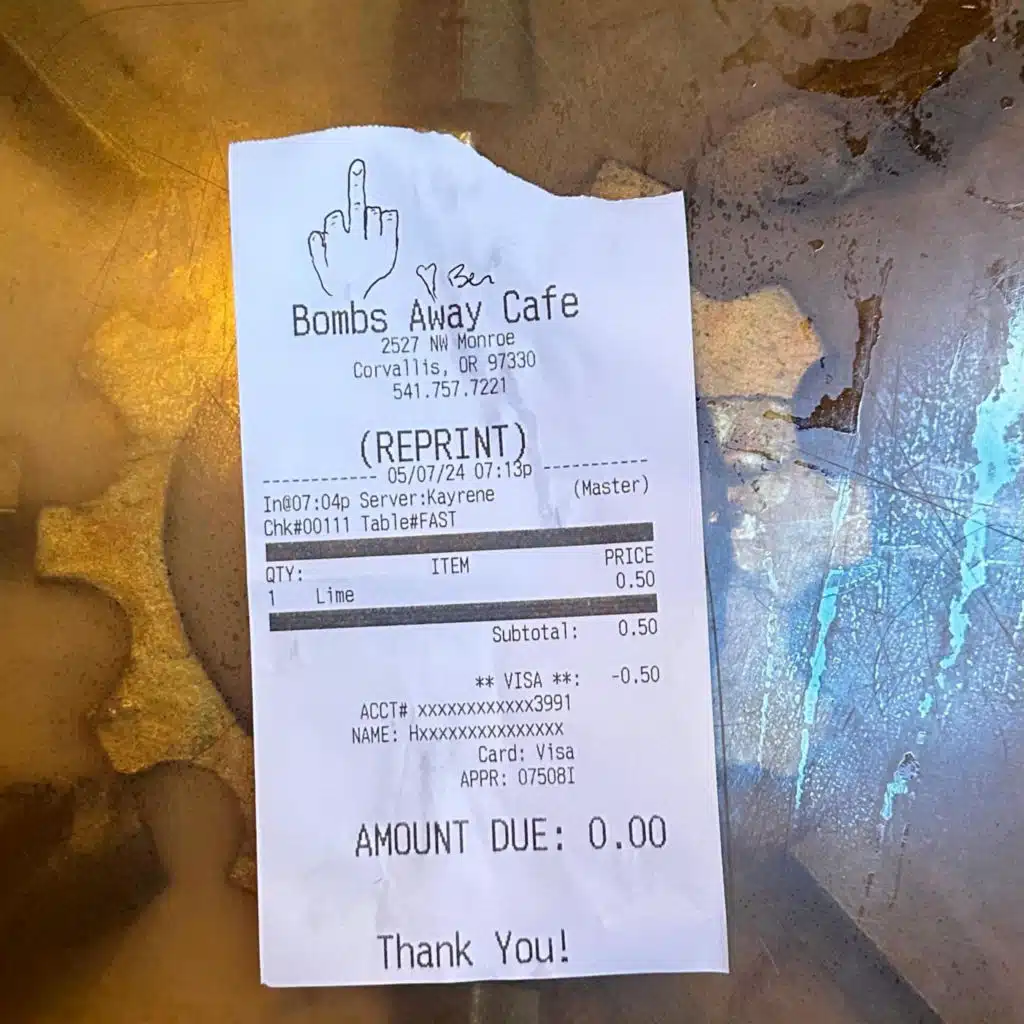 ♡ Ben
Bombs Away Cafe
2527 NW Monroe
Corvallis, OR 97330
541.757.7221
(REPRINT)
------------ 05/07/24 07:13p -----------
In@07:04p Server:Kayrene (Master)
Chk#00111 Table#FAST
QTY: ITEM PRICE
1 Lime 0.50
Subtotal: 0.50
** VISA **: -0.50
ACCT# xxxxxxxxxxxx3991
NAME: Hxxxxxxxxxxxxxxx
Card: Visa
APPR: 07508I
AMOUNT DUE: 0.00
Thank You!